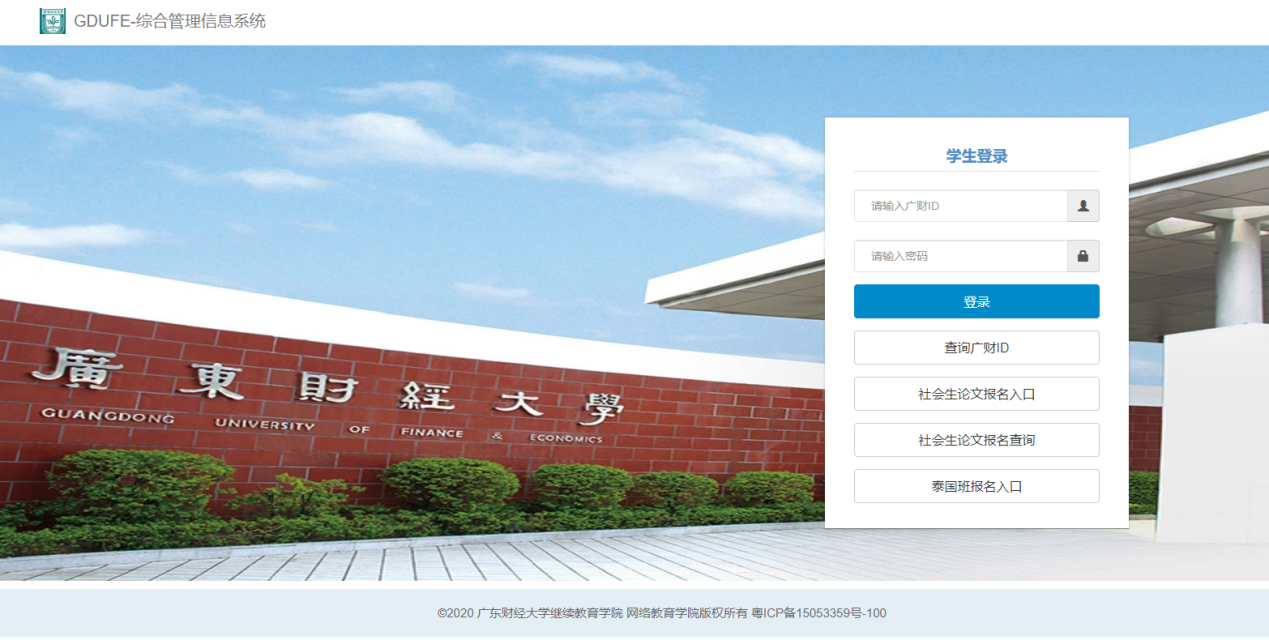 GDUFE-综合管理信息系统
学生登录
请输入广财ID
请输入密码
登录
查询广财ID
社会生论文报名入口
社会生论文报名查询
泰国班报名入口
廣東財經大學
GUANGDONG UNIVERSITY OF FINANCE & ECONOMICS
©2020 广东财经大学继续教育学院 网络教育学院版权所有 粤ICP备15053359号-100